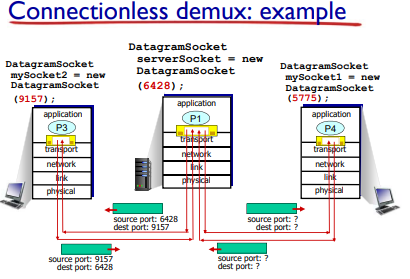 Connectionless demux: example
DatagramSocket
mySocket2 = new
DatagramSocket
(9157);
DatagramSocket
serverSocket = new
DatagramSocket
(6428);
DatagramSocket
mySocket1 = new
DatagramSocket
(5775);
application
P3
transport
network
link
physical
application
P1
transport
network
link
physical
application
P4
transport
network
link
physical
source port: 6428
dest port: 9157
source port: ?
dest port: ?
source port: 9157
dest port: 6428
source port: ?
dest port: ?